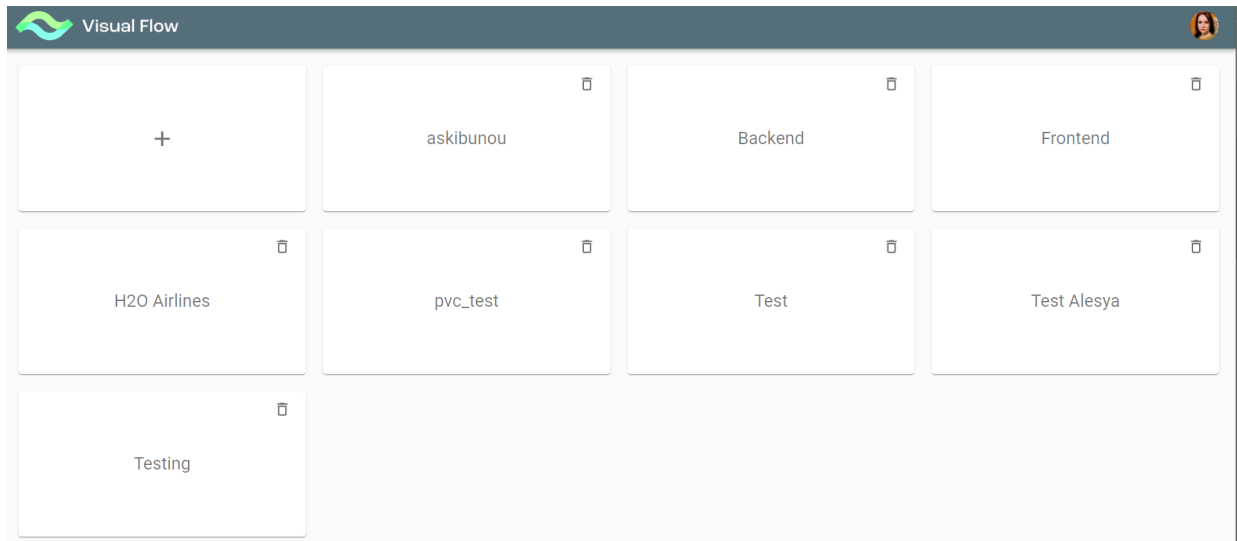 Visual Flow
+
askibunou
Backend
Frontend
H2O Airlines
pvc_test
Test
Test Alesya
Testing